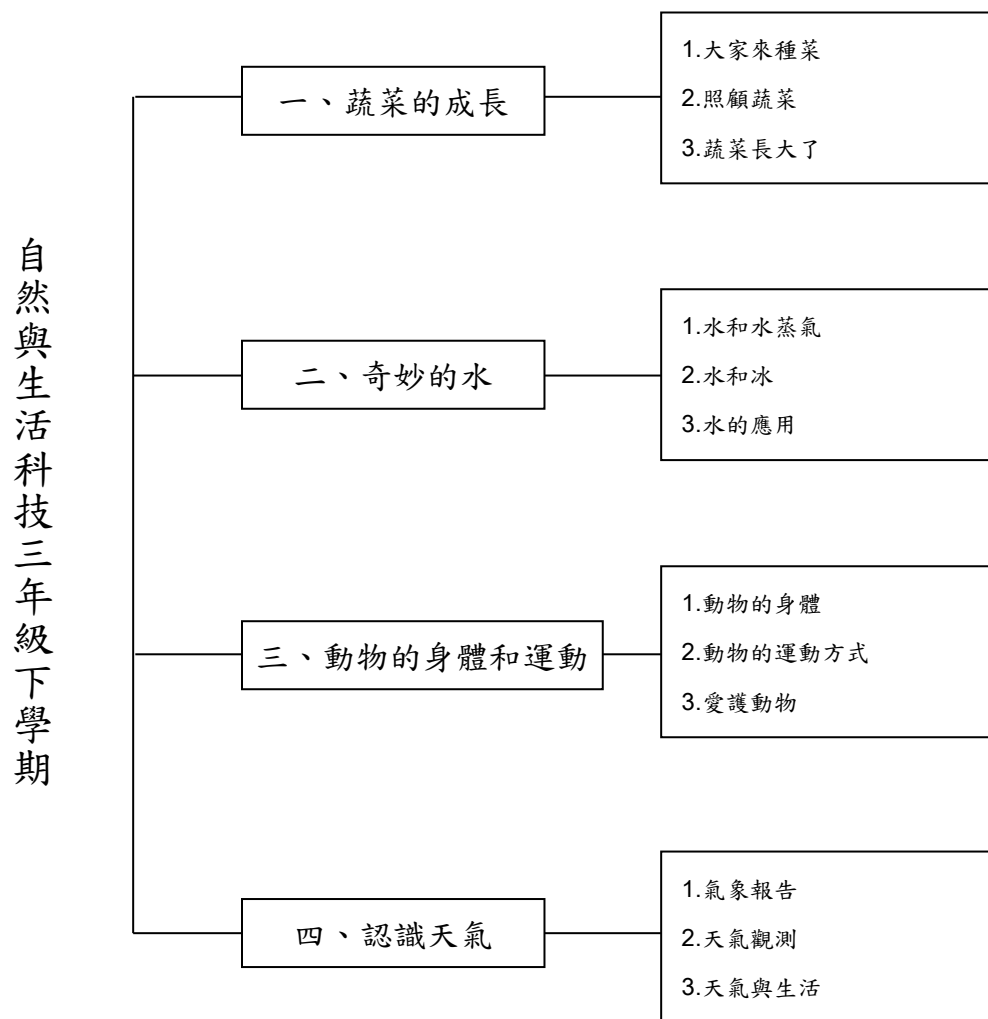 自然與生活科技三年級下學期
一、蔬菜的成長
1.大家來種菜
2.照顧蔬菜
3.蔬菜長大了
二、奇妙的水
1.水和水蒸氣
2.水和冰
3.水的應用
三、動物的身體和運動
1.動物的身體
2.動物的運動方式
3.愛護動物
四、認識天氣
1.氣象報告
2.天氣觀測
3.天氣與生活